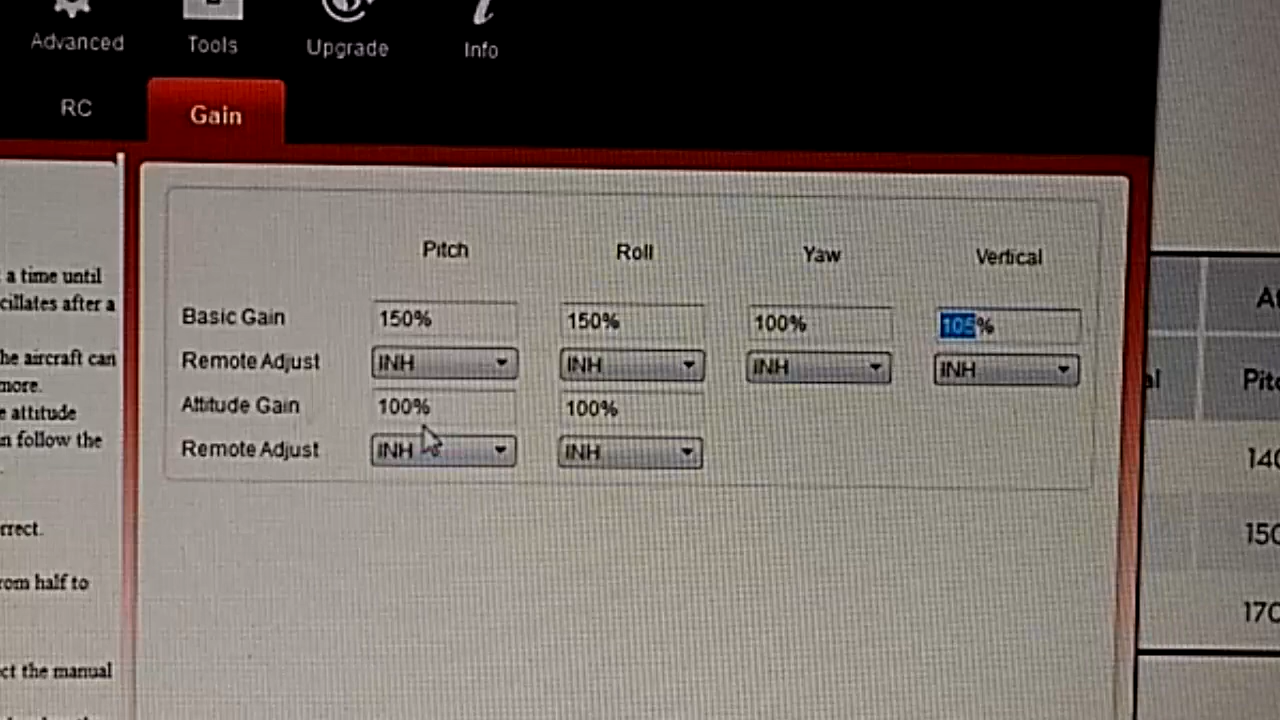 Advanced Tools Upgrade Info
RC Gain
Pitch Roll Yaw Vertical
Basic Gain 150% 150% 100% 105%
Remote Adjust INH INH INH INH
Attitude Gain 100% 100%
Remote Adjust INH INH
a time until
cillates after a
he aircraft can
more.
e attitude
n follow the
rrect.
rom half to
ct the manual
At
al Pitc
140
150
170